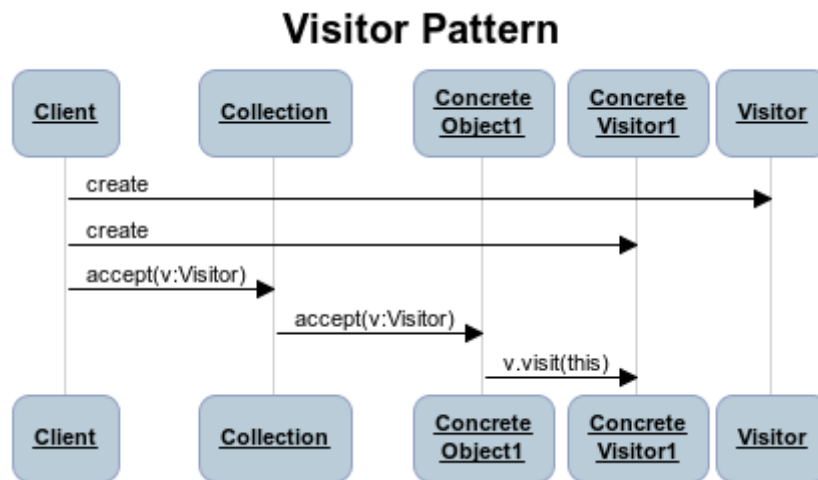 Visitor Pattern
Client
Collection
Concrete
Object1
Concrete
Visitor1
Visitor
create
create
accept(v:Visitor)
accept(v:Visitor)
v.visit(this)
Client
Collection
Concrete
Object1
Concrete
Visitor1
Visitor